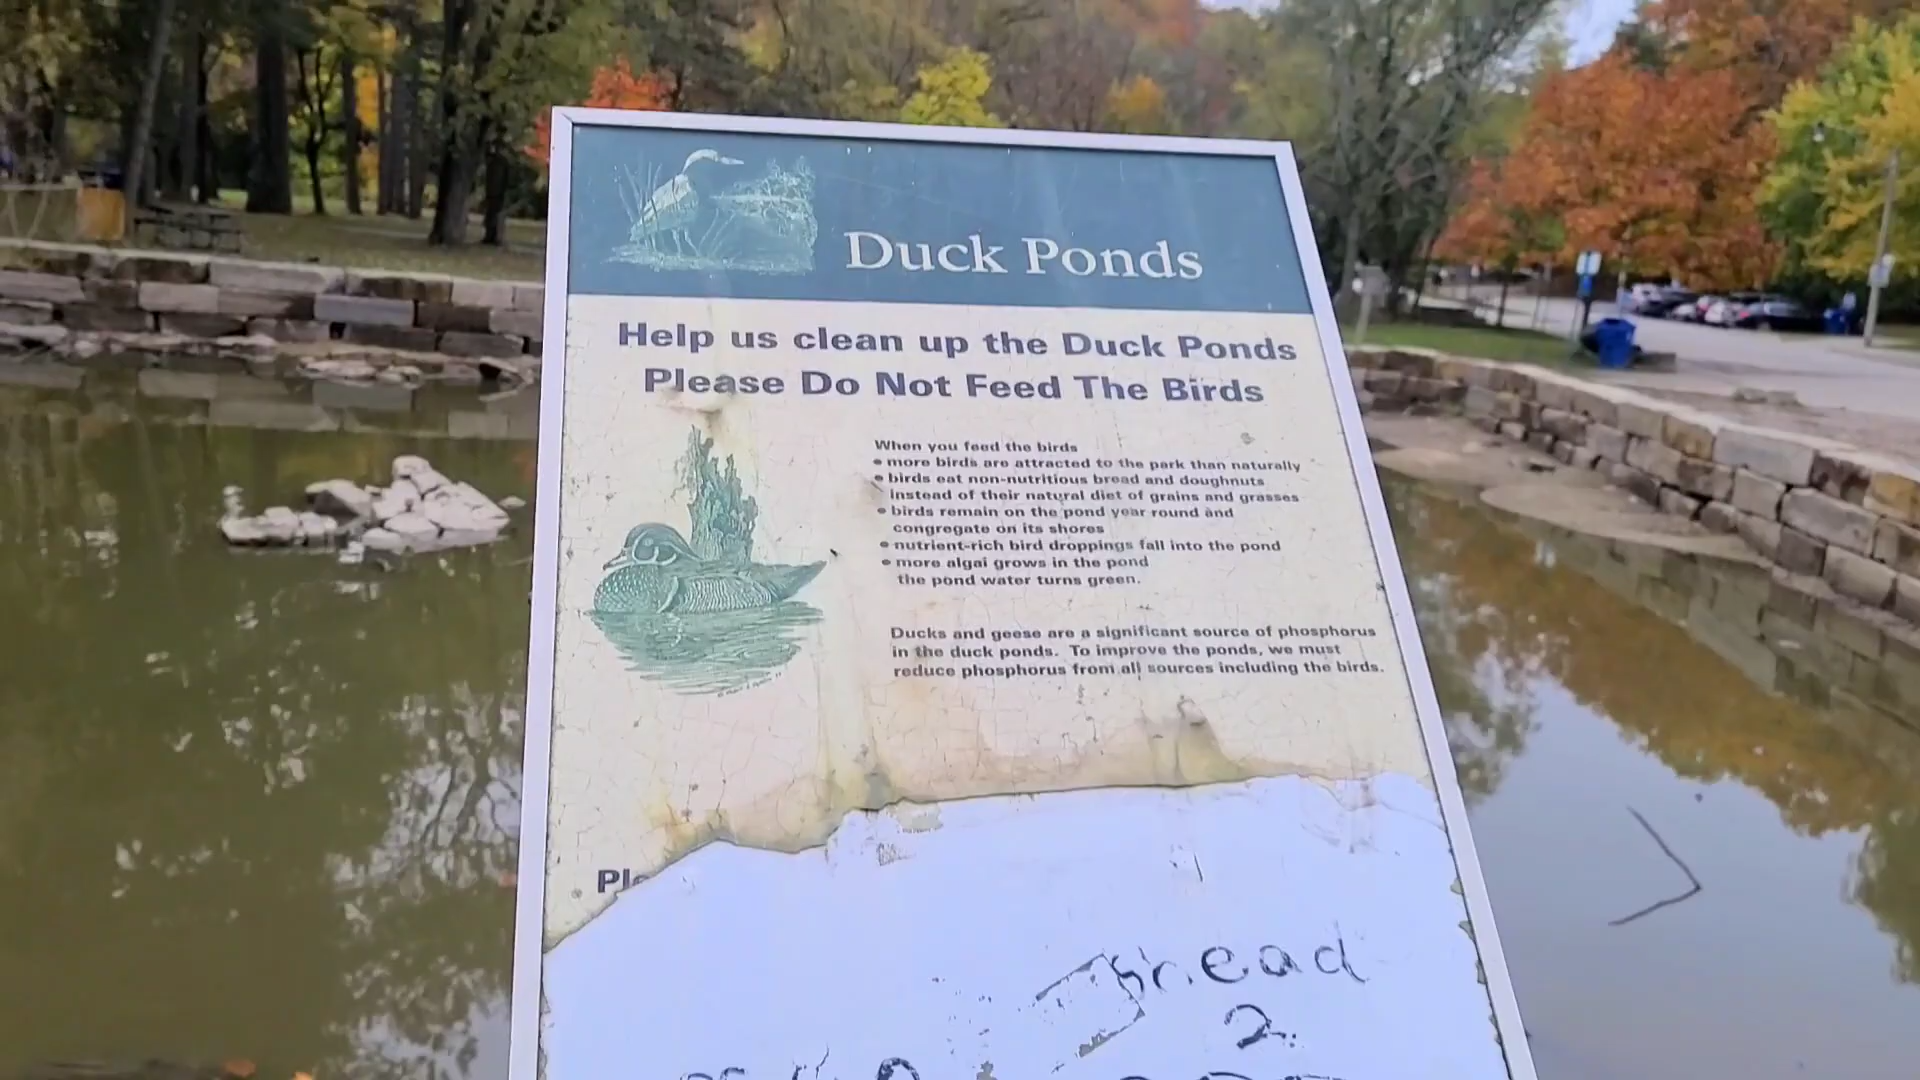 Duck Ponds
Help us clean up the Duck Ponds
Please Do Not Feed The Birds
When you feed the birds
• more birds are attracted to the park than naturally
• birds eat non-nutritious bread and doughnuts
instead of their natural diet of grains and grasses
• birds remain on the pond year round and
congregate on its shores
• nutrient-rich bird droppings fall into the pond
• more algai grows in the pond
the pond water turns green.
Ducks and geese are a significant source of phosphorus
in the duck ponds. To improve the ponds, we must
reduce phosphorus from all sources including the birds.
2